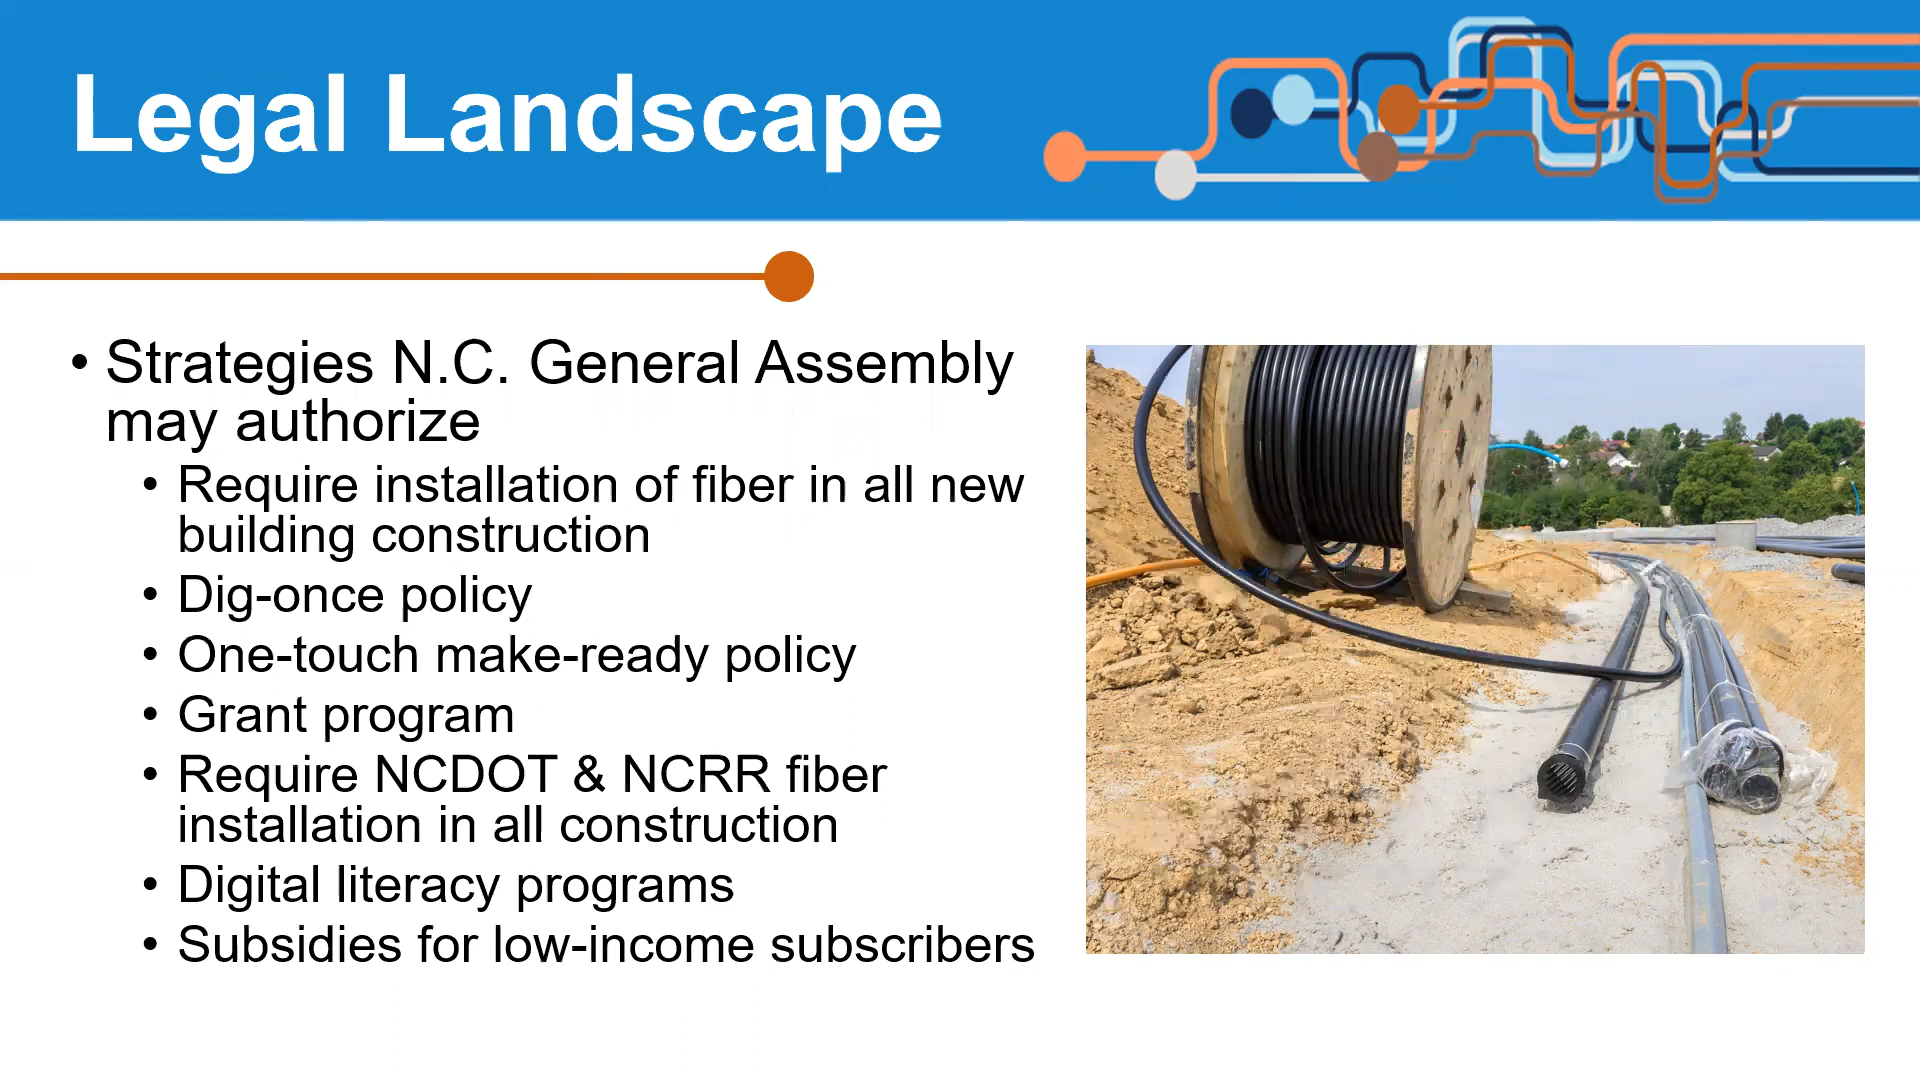 Legal Landscape
• Strategies N.C. General Assembly
may authorize
• Require installation of fiber in all new
building construction
• Dig-once policy
• One-touch make-ready policy
• Grant program
• Require NCDOT & NCRR fiber
installation in all construction
• Digital literacy programs
• Subsidies for low-income subscribers